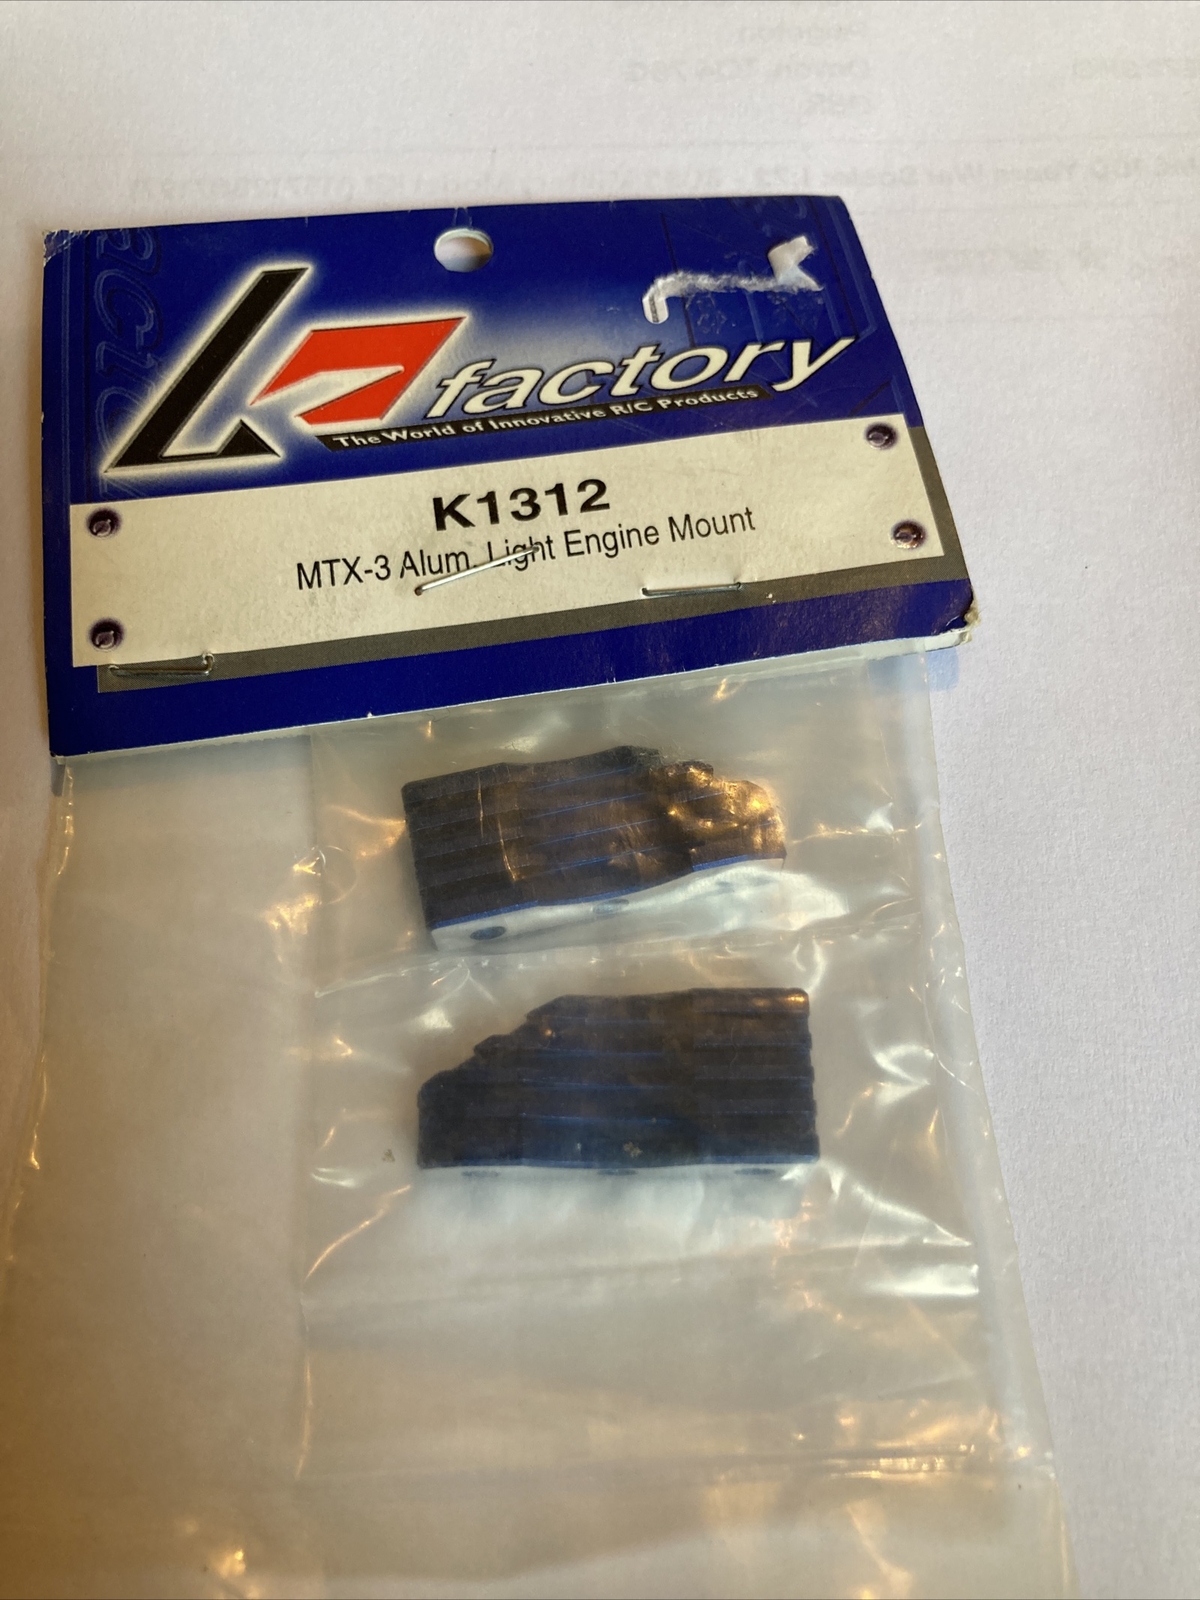 K factory
The World of Innovative R/C Products
K1312
MTX-3 Alum. Light Engine Mount